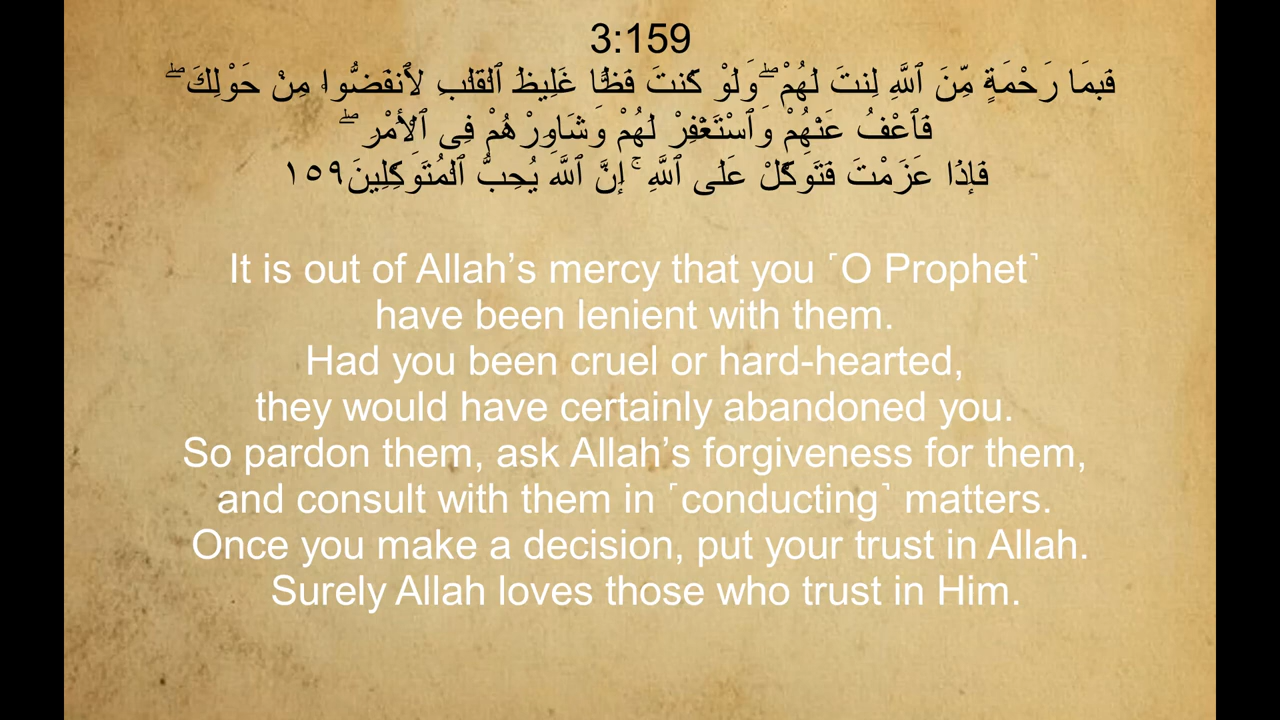 3:159
فَبِمَا رَحْمَةٍ مِّنَ ٱللَّهِ لِنتَ لَهُمْ ۖ وَلَوْ كُنتَ فَظًّا غَلِيظَ ٱلْقَلْبِ لَٱنفَضُّوا۟ مِنْ حَوْلِكَ ۖ
فَٱعْفُ عَنْهُمْ وَٱسْتَغْفِرْ لَهُمْ وَشَاوِرْهُمْ فِى ٱلْأَمْرِ ۖ
فَإِذَا عَزَمْتَ فَتَوَكَّلْ عَلَى ٱللَّهِ ۚ إِنَّ ٱللَّهَ يُحِبُّ ٱلْمُتَوَكِّلِينَ ١٥٩
It is out of Allah’s mercy that you ˹O Prophet˺
have been lenient with them.
Had you been cruel or hard-hearted,
they would have certainly abandoned you.
So pardon them, ask Allah’s forgiveness for them,
and consult with them in ˹conducting˺ matters.
Once you make a decision, put your trust in Allah.
Surely Allah loves those who trust in Him.